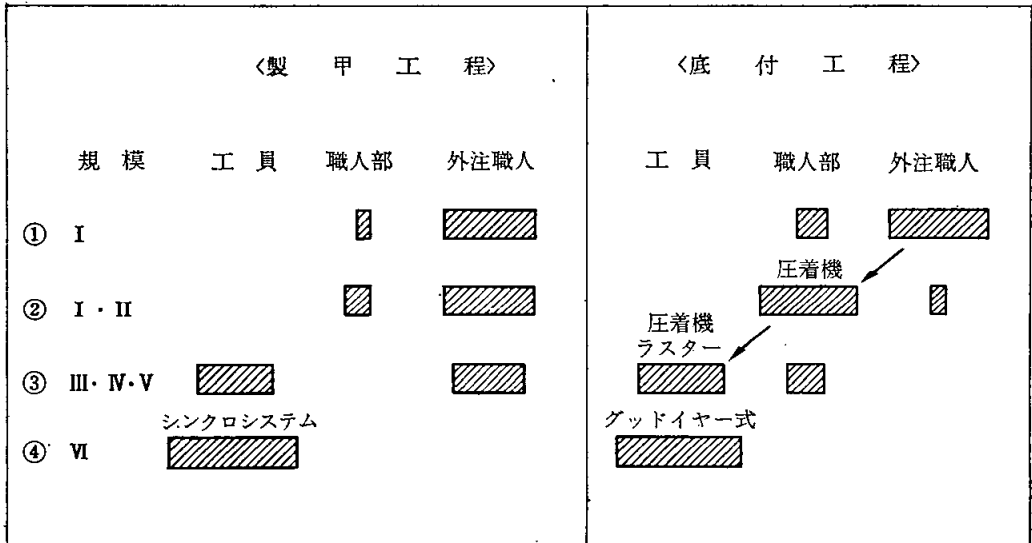 〈製甲工程〉 〈底付工程〉
規模 工員 職人部 外注職人 工員 職人部 外注職人
① I
圧着機
② I・II
圧着機
ラスター
③ III・IV・V
シンクロシステム グッドイヤー式
④ VI